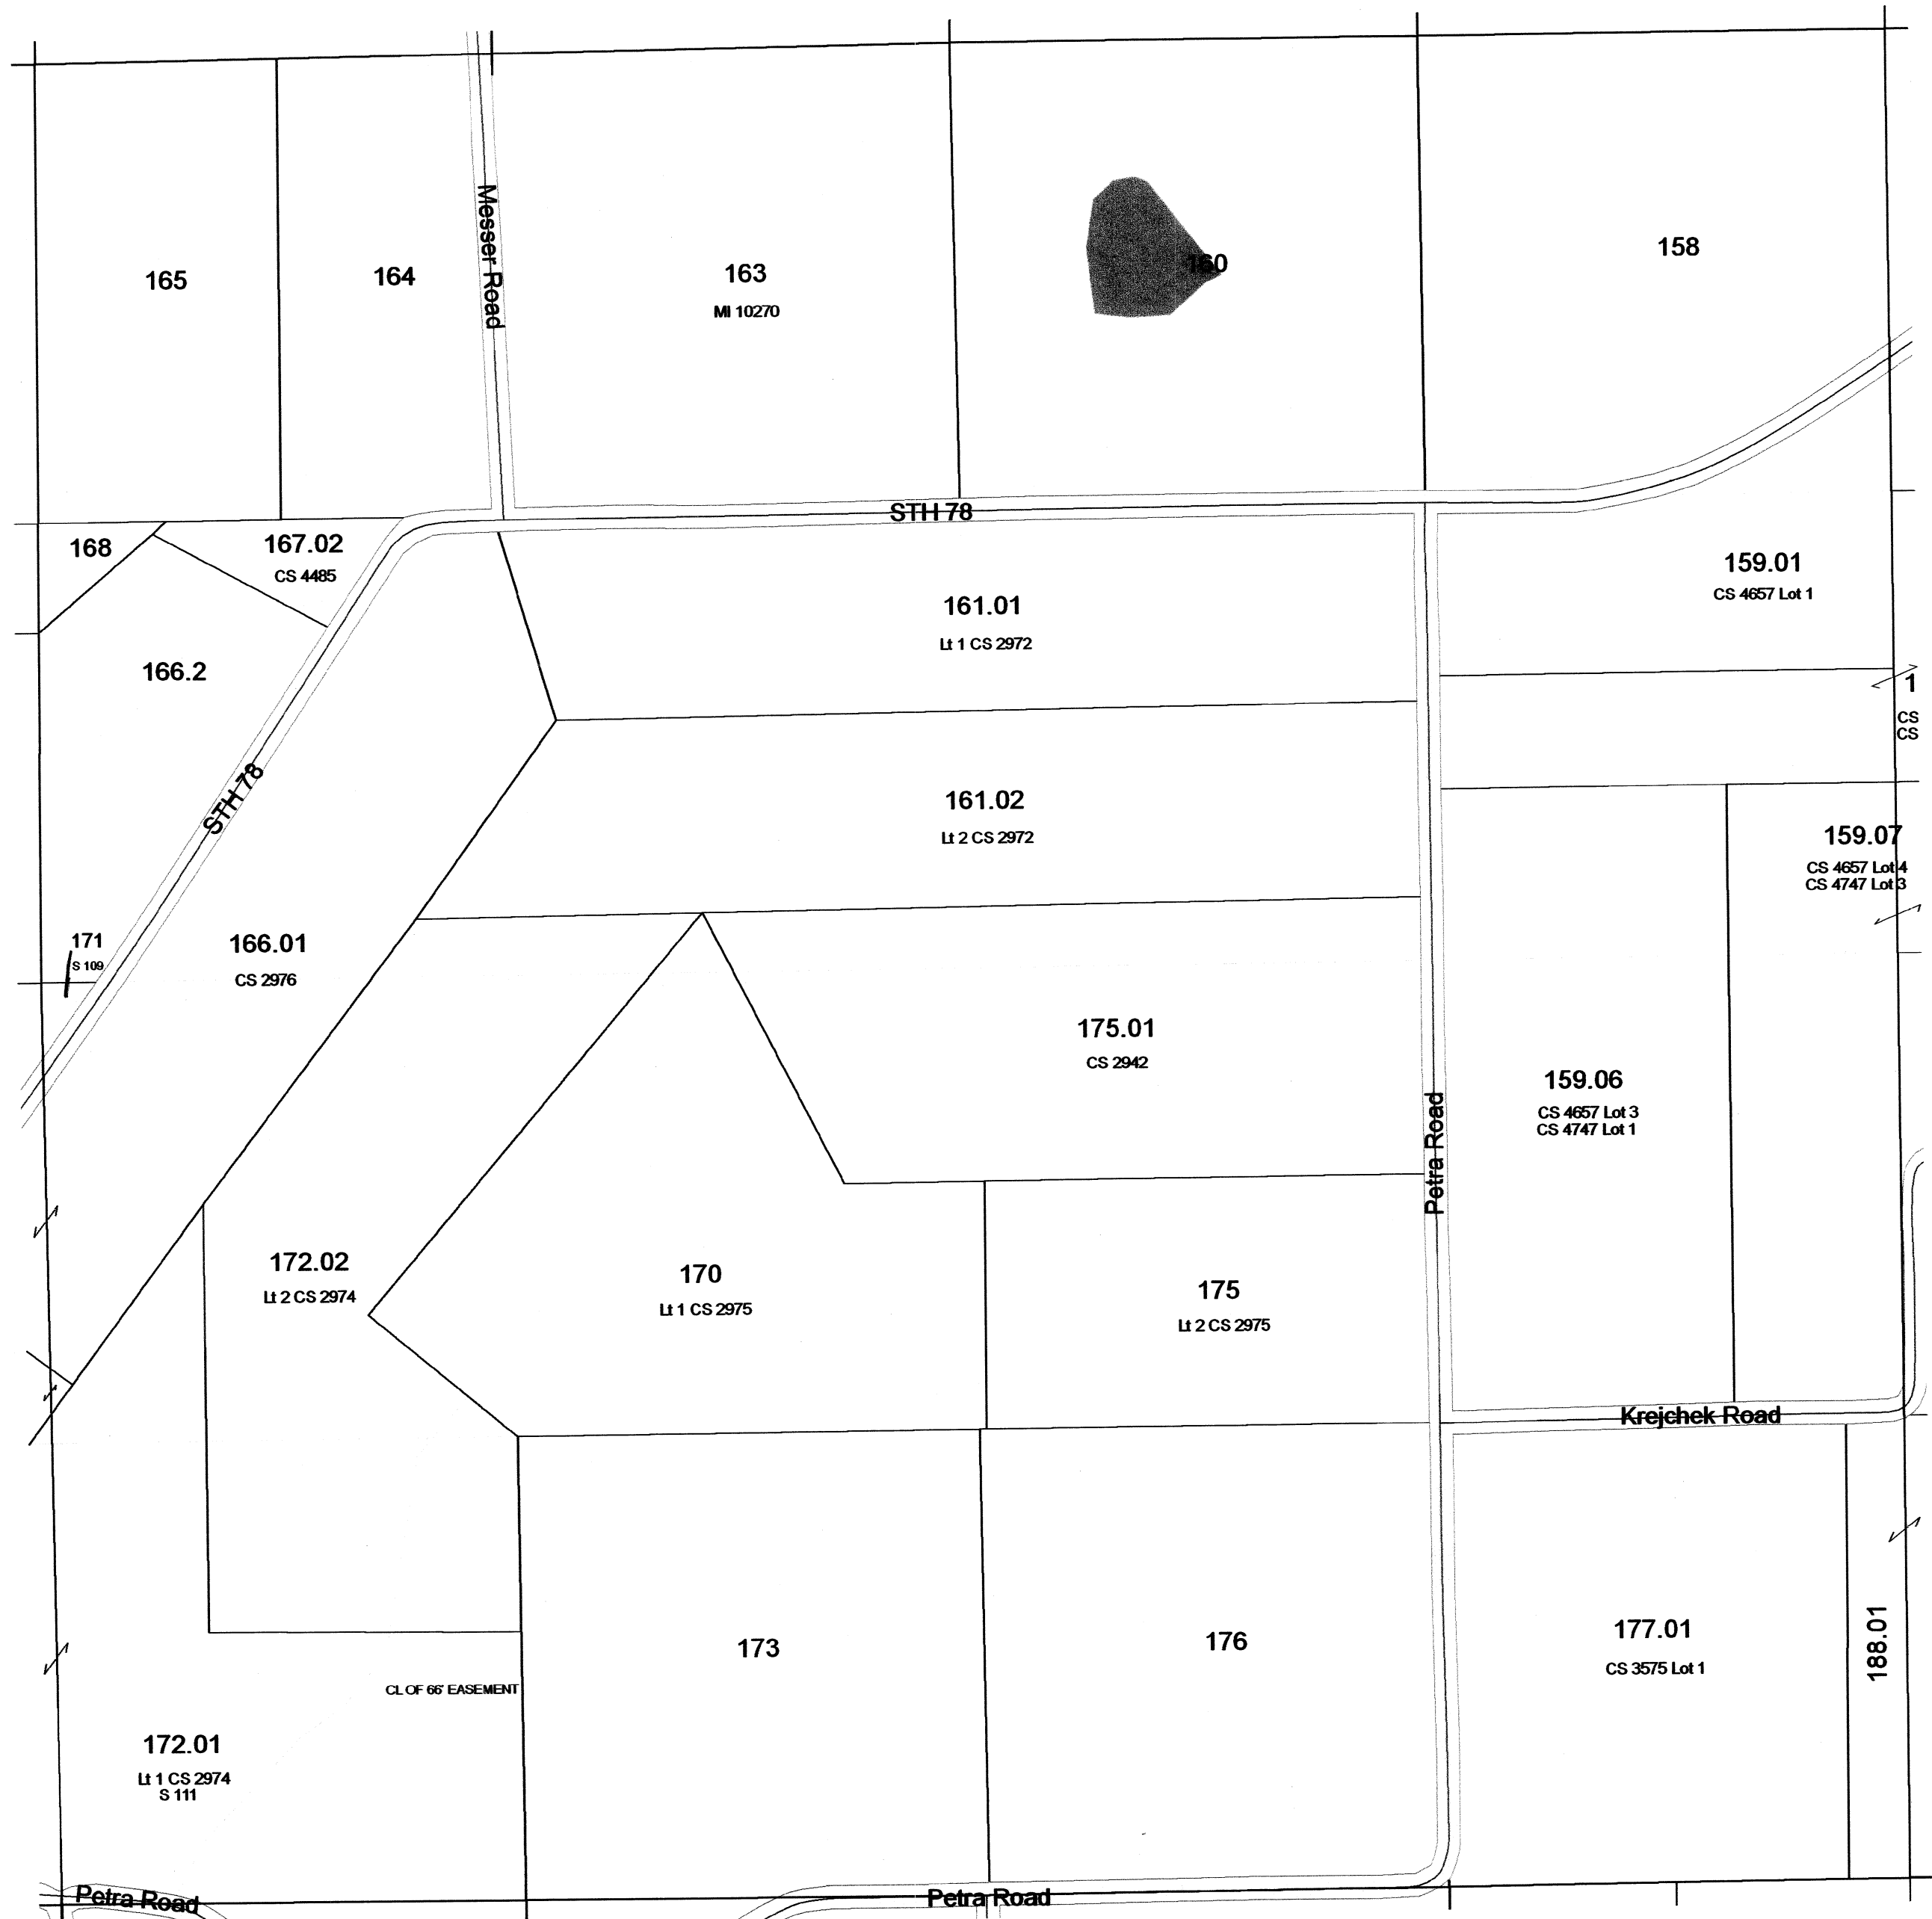 Messer Road
165
164
163
MI 10270
160
158
STH 78
168
167.02
CS 4485
159.01
CS 4657 Lot 1
161.01
Lt 1 CS 2972
166.2
1
CS
CS
STH 78
161.02
Lt 2 CS 2972
159.07
CS 4657 Lot 4
CS 4747 Lot 3
171
S 109
166.01
CS 2976
175.01
CS 2942
159.06
CS 4657 Lot 3
CS 4747 Lot 1
Petra Road
172.02
Lt 2 CS 2974
170
Lt 1 CS 2975
175
Lt 2 CS 2975
Krejchek Road
173
176
177.01
CS 3575 Lot 1
188.01
CL OF 66' EASEMENT
172.01
Lt 1 CS 2974
S 111
Petra Road
Petra Road